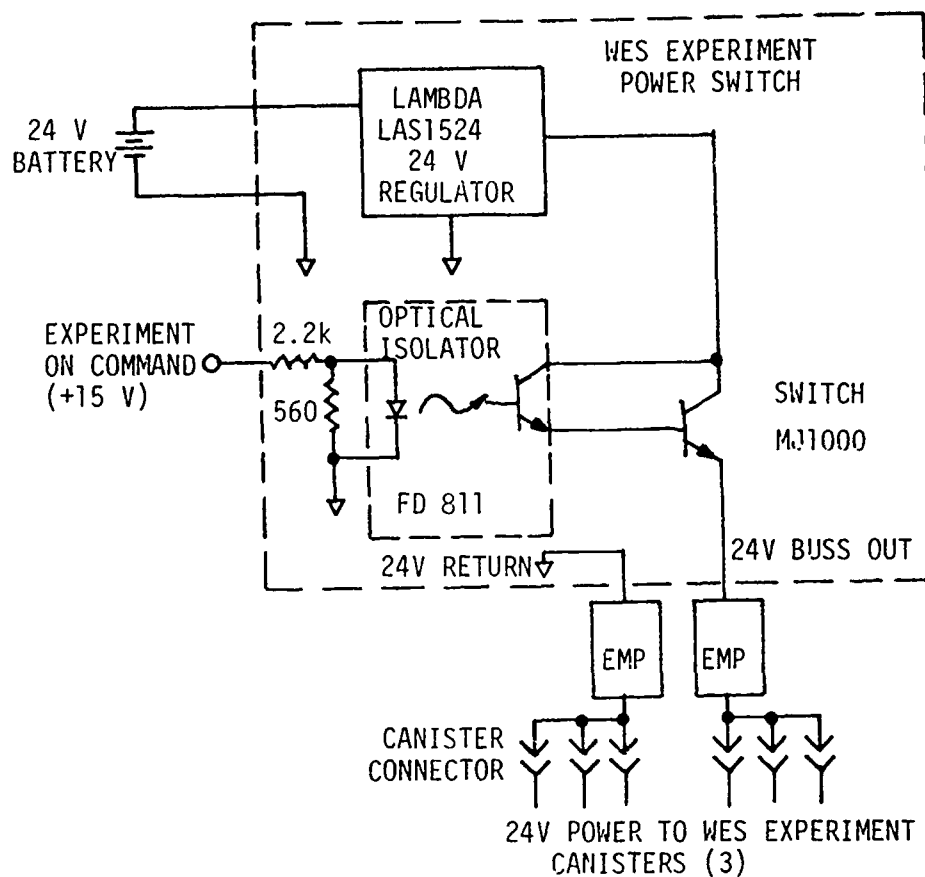 WES EXPERIMENT
POWER SWITCH
LAMBDA
LAS1524
24 V
REGULATOR
24 V
BATTERY
EXPERIMENT
ON COMMAND
(+15 V)
2.2k
560
OPTICAL
ISOLATOR
FD 811
SWITCH
MJ1000
24V RETURN
24V BUSS OUT
EMP
EMP
CANISTER
CONNECTOR
24V POWER TO WES EXPERIMENT
CANISTERS (3)